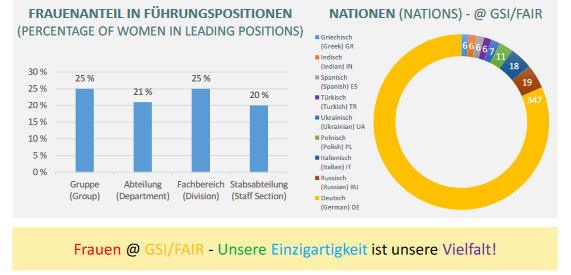 FRAUENANTEIL IN FÜHRUNGSPOSITIONEN
(PERCENTAGE OF WOMEN IN LEADING POSITIONS)
30 %
25 %
20 %
15 %
10 %
5 %
0 %
25 %
21 %
25 %
20 %
Gruppe
(Group)
Abteilung
(Department)
Fachbereich
(Division)
Stabsabteilung
(Staff Section)
NATIONEN (NATIONS) - @ GSI/FAIR
Griechisch
(Greek) GR
Indisch
(Indian) IN
Spanisch
(Spanish) ES
Türkisch
(Turkish) TR
Ukrainisch
(Ukrainian) UA
Polnisch
(Polish) PL
Italienisch
(Italian) IT
Russisch
(Russian) RU
Deutsch
(German) DE
6
6
6
6
7
11
18
19
347
Frauen @ GSI/FAIR - Unsere Einzigartigkeit ist unsere Vielfalt!